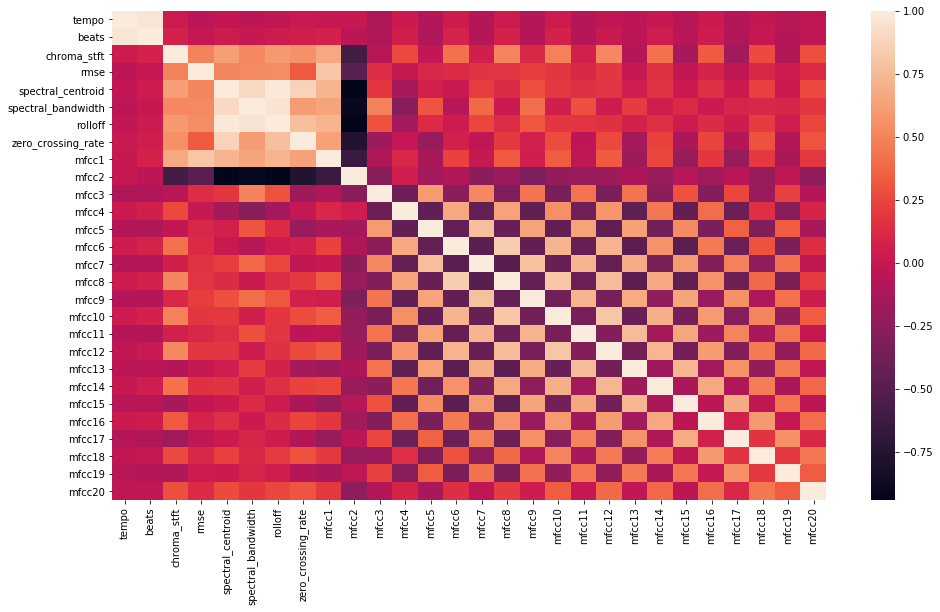 tempo
beats
chroma_stft
rmse
spectral_centroid
spectral_bandwidth
rolloff
zero_crossing_rate
mfcc1
mfcc2
mfcc3
mfcc4
mfcc5
mfcc6
mfcc7
mfcc8
mfcc9
mfcc10
mfcc11
mfcc12
mfcc13
mfcc14
mfcc15
mfcc16
mfcc17
mfcc18
mfcc19
mfcc20
tempo
beats
chroma_stft
rmse
spectral_centroid
spectral_bandwidth
rolloff
zero_crossing_rate
mfcc1
mfcc2
mfcc3
mfcc4
mfcc5
mfcc6
mfcc7
mfcc8
mfcc9
mfcc10
mfcc11
mfcc12
mfcc13
mfcc14
mfcc15
mfcc16
mfcc17
mfcc18
mfcc19
mfcc20
1.00
0.75
0.50
0.25
0.00
−0.25
−0.50
−0.75